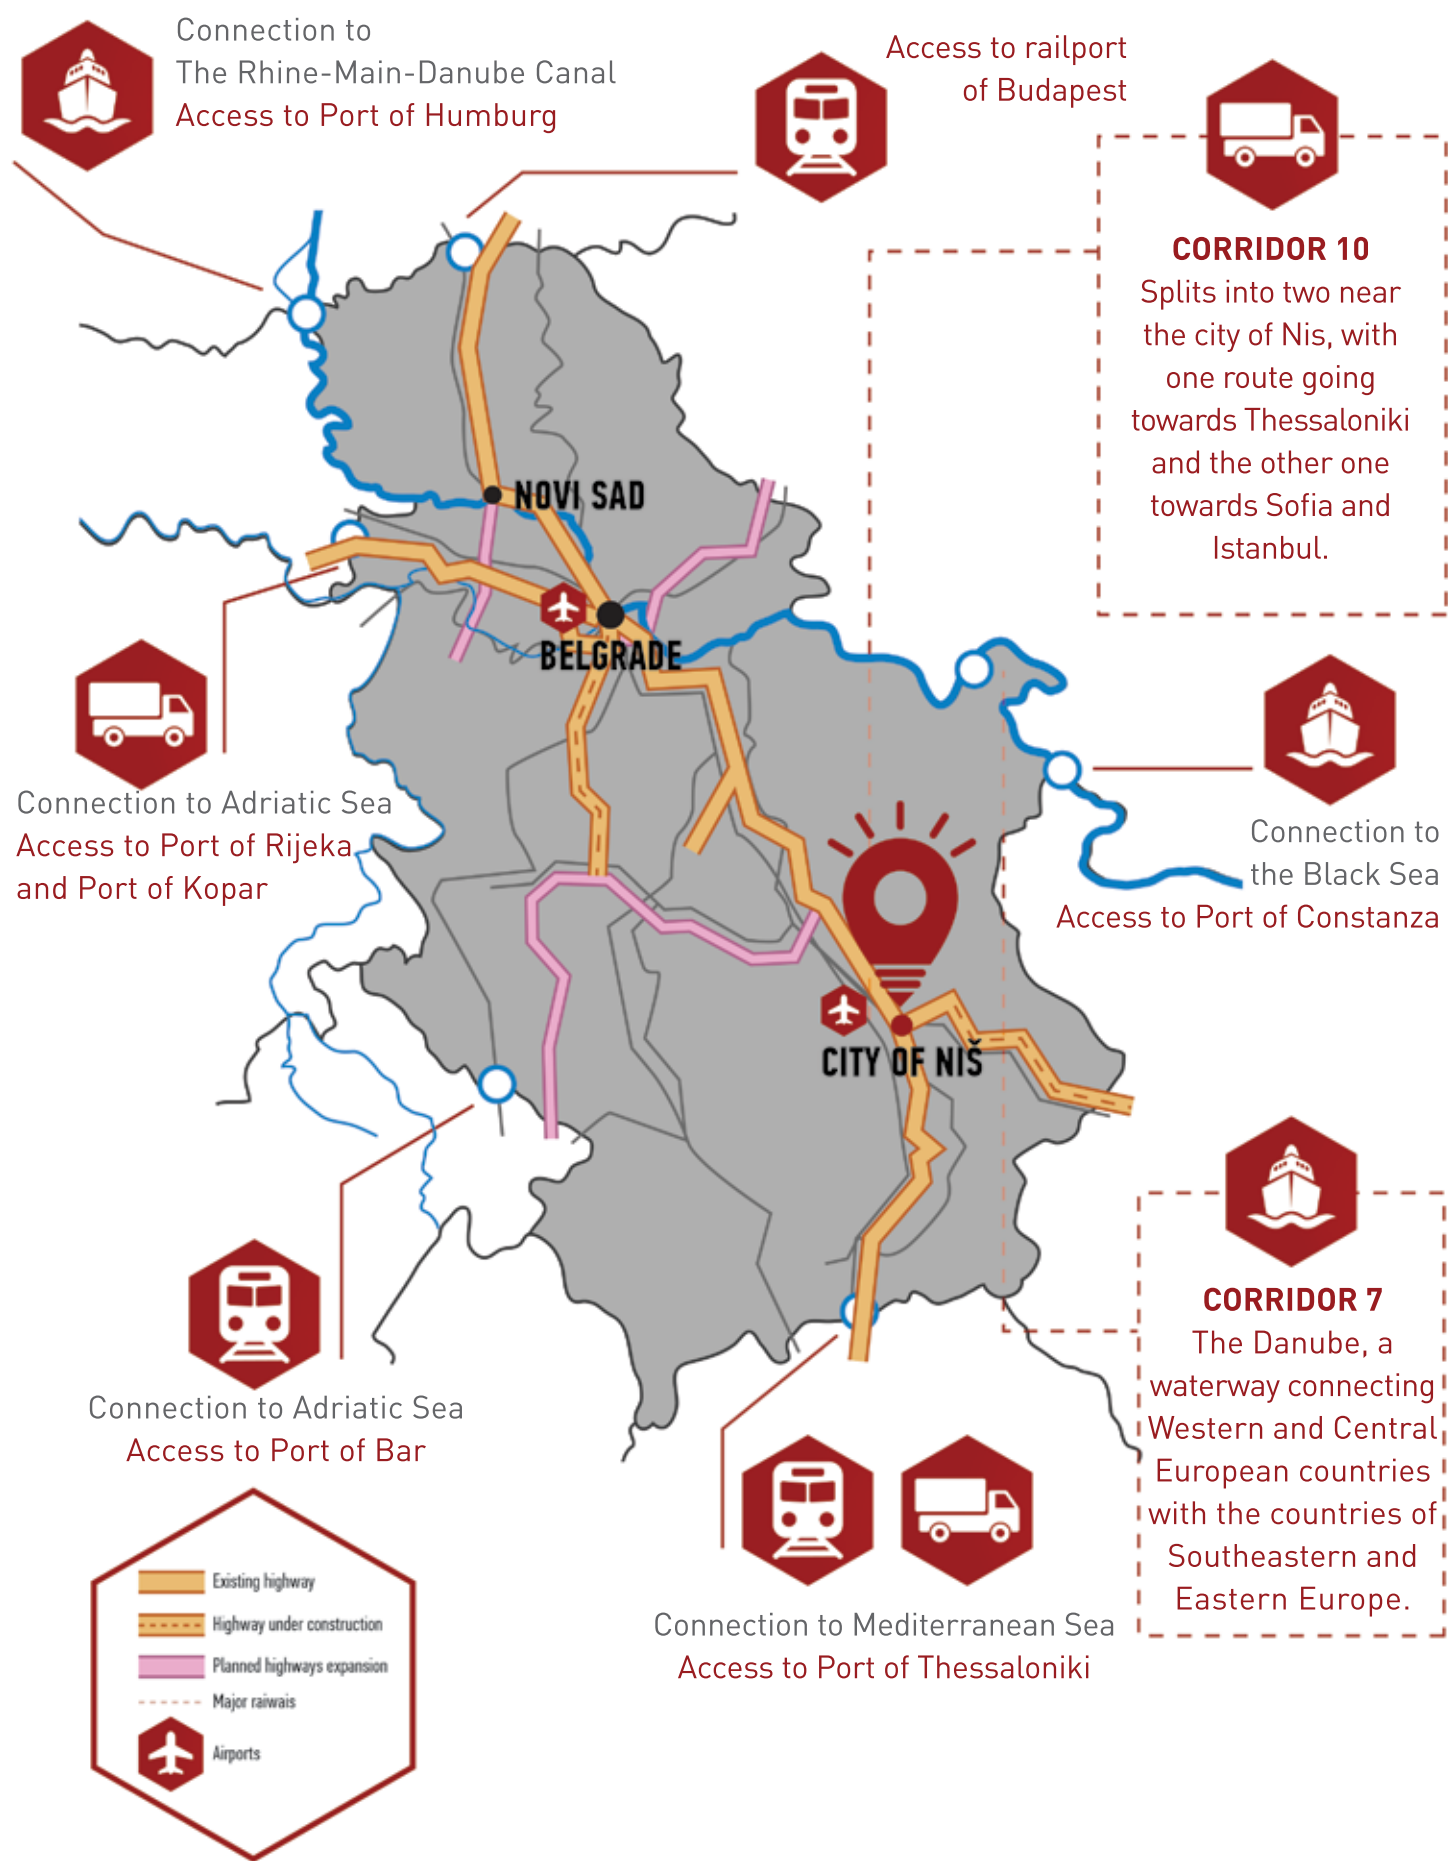 Connection to
The Rhine-Main-Danube Canal
Access to Port of Humburg
Access to railport
of Budapest
CORRIDOR 10
Splits into two near
the city of Nis, with
one route going
towards Thessaloniki
and the other one
towards Sofia and
Istanbul.
NOVI SAD
BELGRADE
Connection to Adriatic Sea
Access to Port of Rijeka
and Port of Kopar
Connection to
the Black Sea
Access to Port of Constanza
CITY OF NIŠ
CORRIDOR 7
The Danube, a
waterway connecting
Western and Central
European countries
with the countries of
Southeastern and
Eastern Europe.
Connection to Adriatic Sea
Access to Port of Bar
Connection to Mediterranean Sea
Access to Port of Thessaloniki
Existing highway
Highway under construction
Planned highways expansion
Major raiwais
Airports